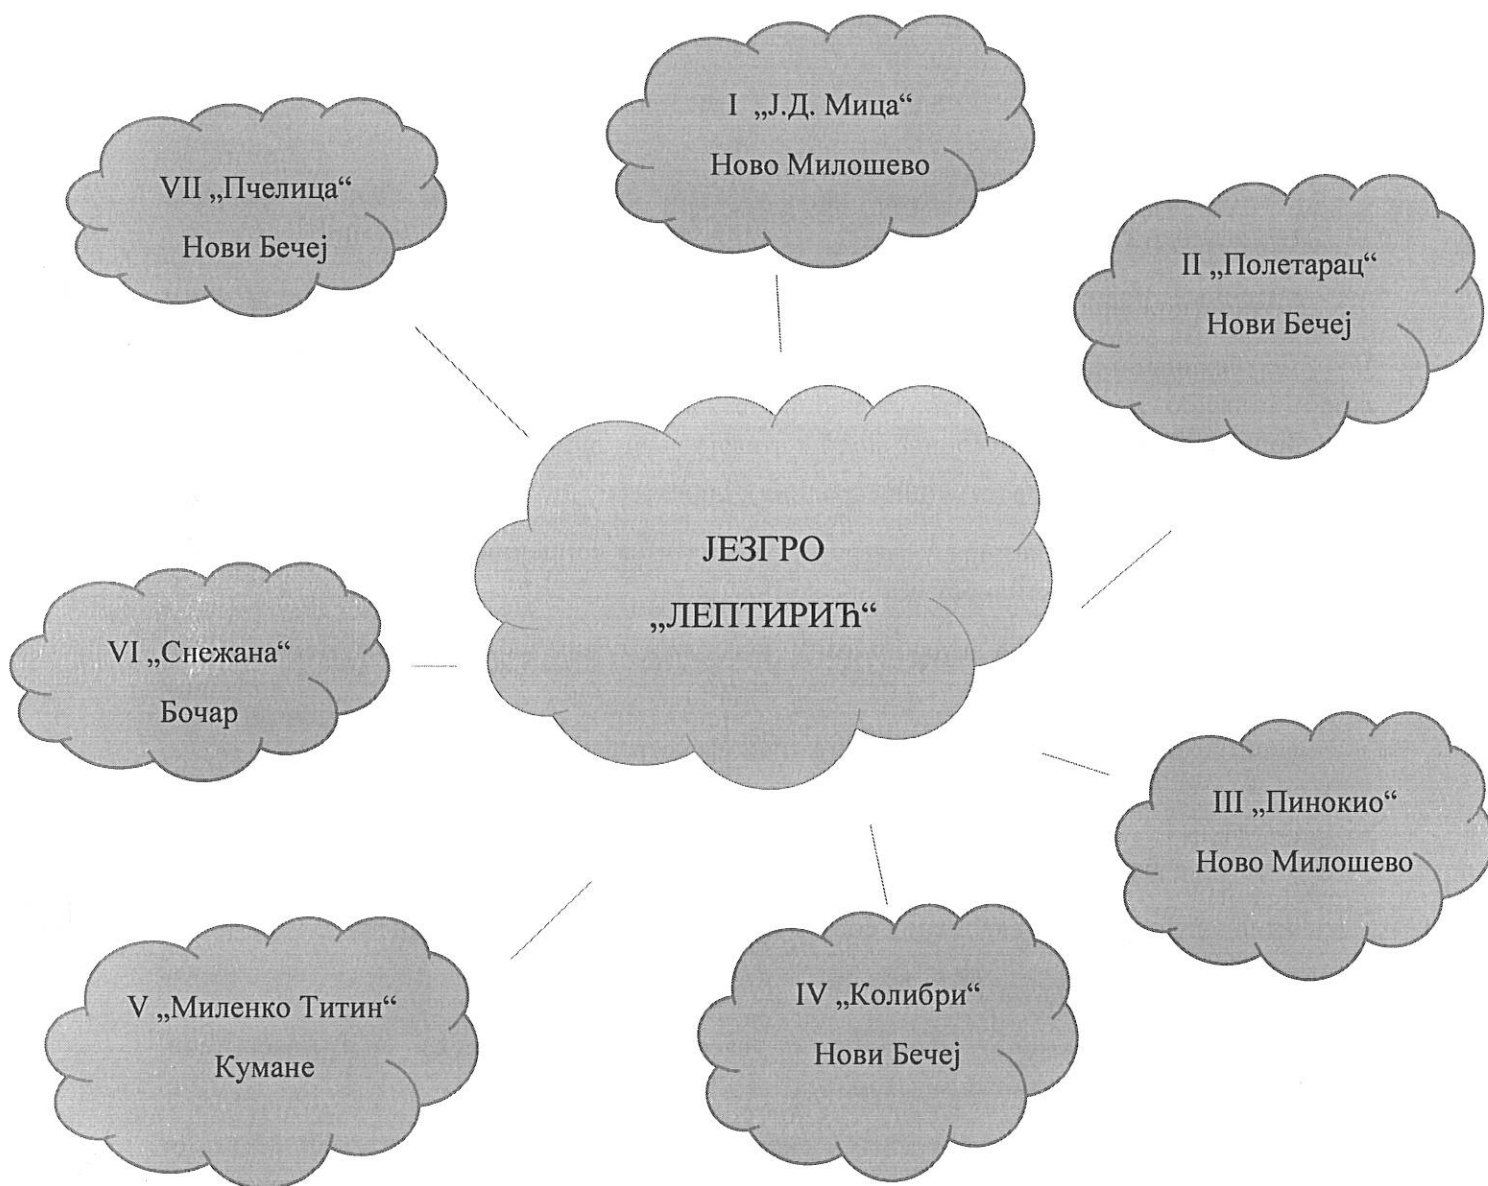 I „Ј.Д. Мица“
Ново Милошево
VII „Пчелица“
Нови Бечеј
II „Полетарац“
Нови Бечеј
ЈЕЗГРО
„ЛЕПТИРИЋ“
VI „Снежана“
Бочар
III „Пинокио“
Ново Милошево
V „Миленко Титин“
Кумане
IV „Колибри“
Нови Бечеј